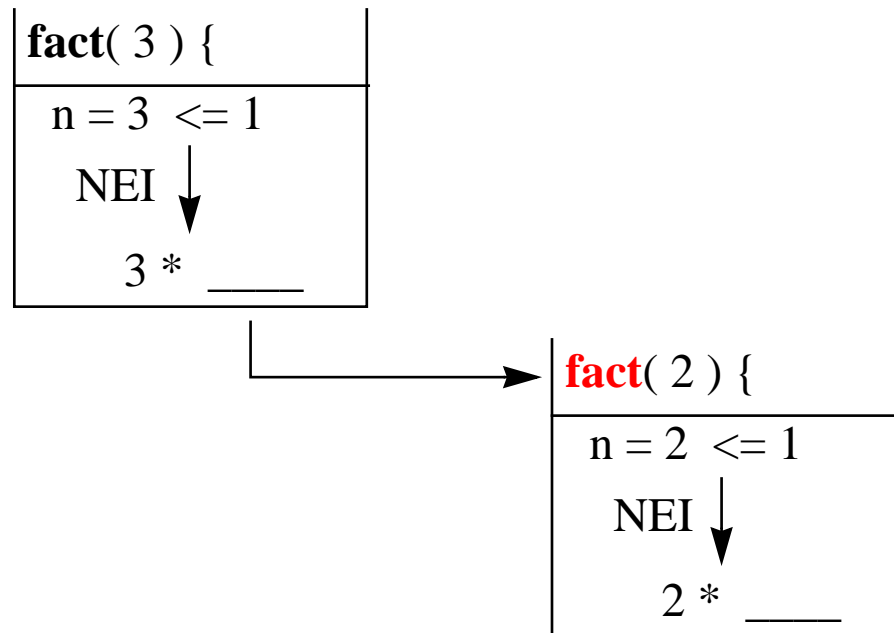 fact( 3 ) {
n = 3 <= 1
NEI
3 * ____
fact( 2 ) {
n = 2 <= 1
NEI
2 * ____